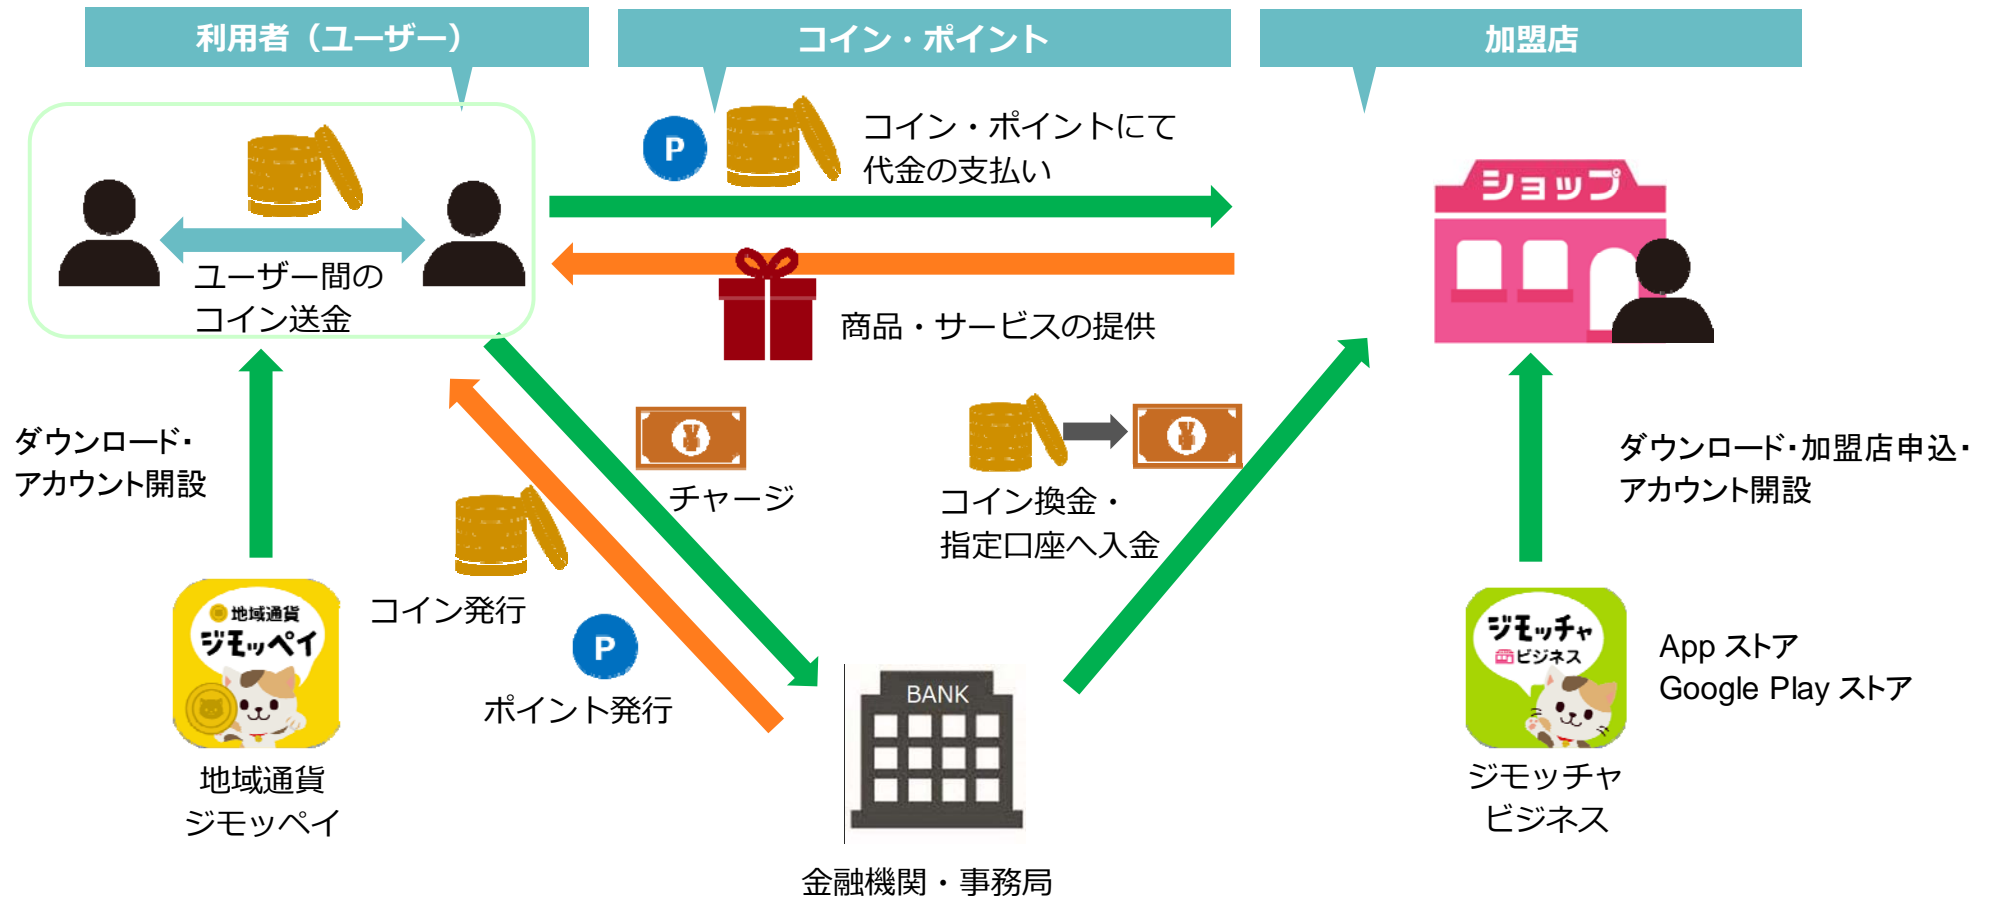 利用者（ユーザー）
コイン・ポイント
加盟店
P
コイン・ポイントにて
代金の支払い
ショップ
ユーザー間の
コイン送金
商品・サービスの提供
ダウンロード・
アカウント開設
チャージ
コイン換金・
指定口座へ入金
ダウンロード・加盟店申込・
アカウント開設
コイン発行
P
ポイント発行
地域通貨
ジモッペイ
BANK
ジモッチャ
ビジネス
App ストア
Google Play ストア
地域通貨
ジモッペイ
ジモッチャ
ビジネス
金融機関・事務局